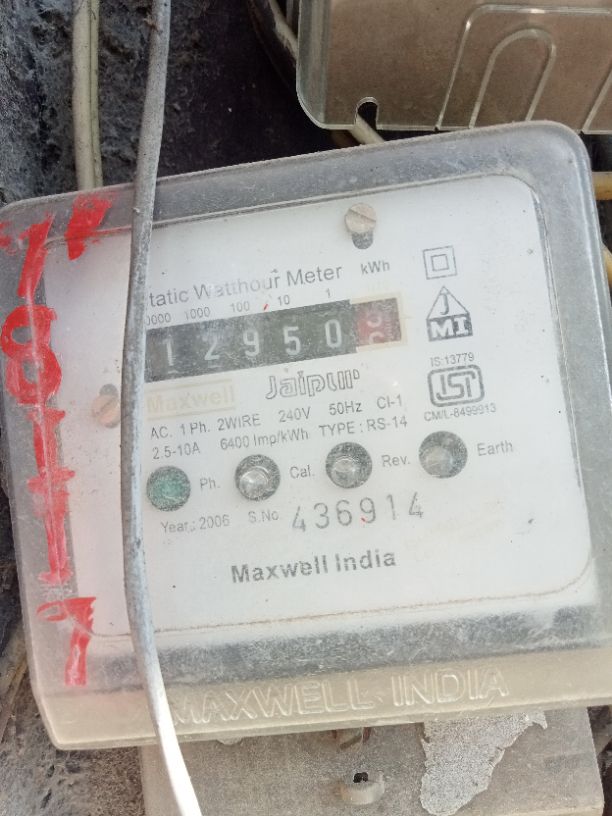 tatic Watthour Meter kWh
0000 1000 100 10 1
12950
J
MI
IS:13779
Maxwell Jaipur
ISI
CM/L-8499913
AC. 1 Ph. 2WIRE 240V 50Hz Cl-1
2.5-10A 6400 Imp/kWh TYPE : RS-14
Ph. Cal. Rev. Earth
Year : 2006 S.No. 436914
Maxwell India
MAXWELL INDIA